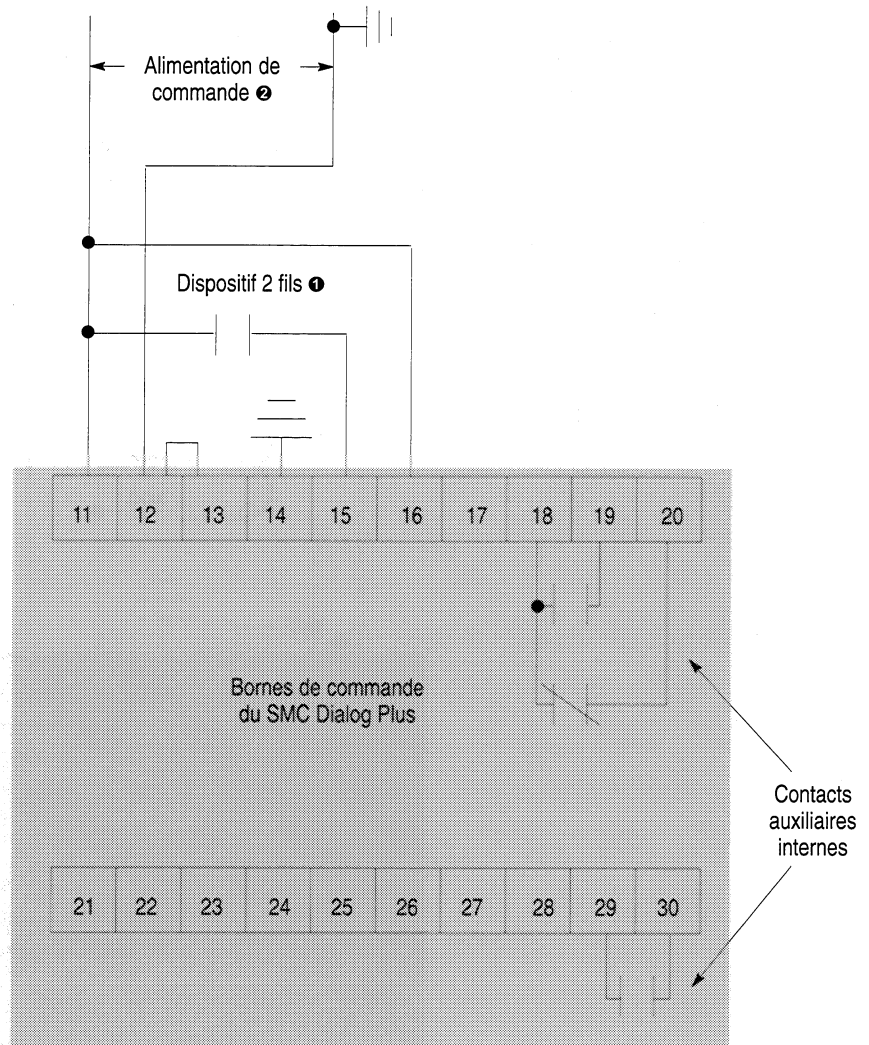 Alimentation de
commande ❷
Dispositif 2 fils ❶
11 12 13 14 15 16 17 18 19 20
Bornes de commande
du SMC Dialog Plus
Contacts
auxiliaires
internes
21 22 23 24 25 26 27 28 29 30